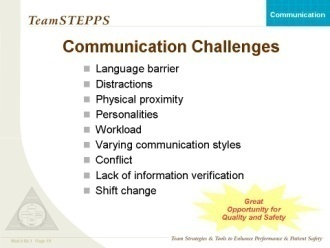 TeamSTEPPS
Communication
Communication Challenges
Language barrier
Distractions
Physical proximity
Personalities
Workload
Varying communication styles
Conflict
Lack of information verification
Shift change
Great
Opportunity for
Quality and Safety
Team Strategies & Tools to Enhance Performance & Patient Safety